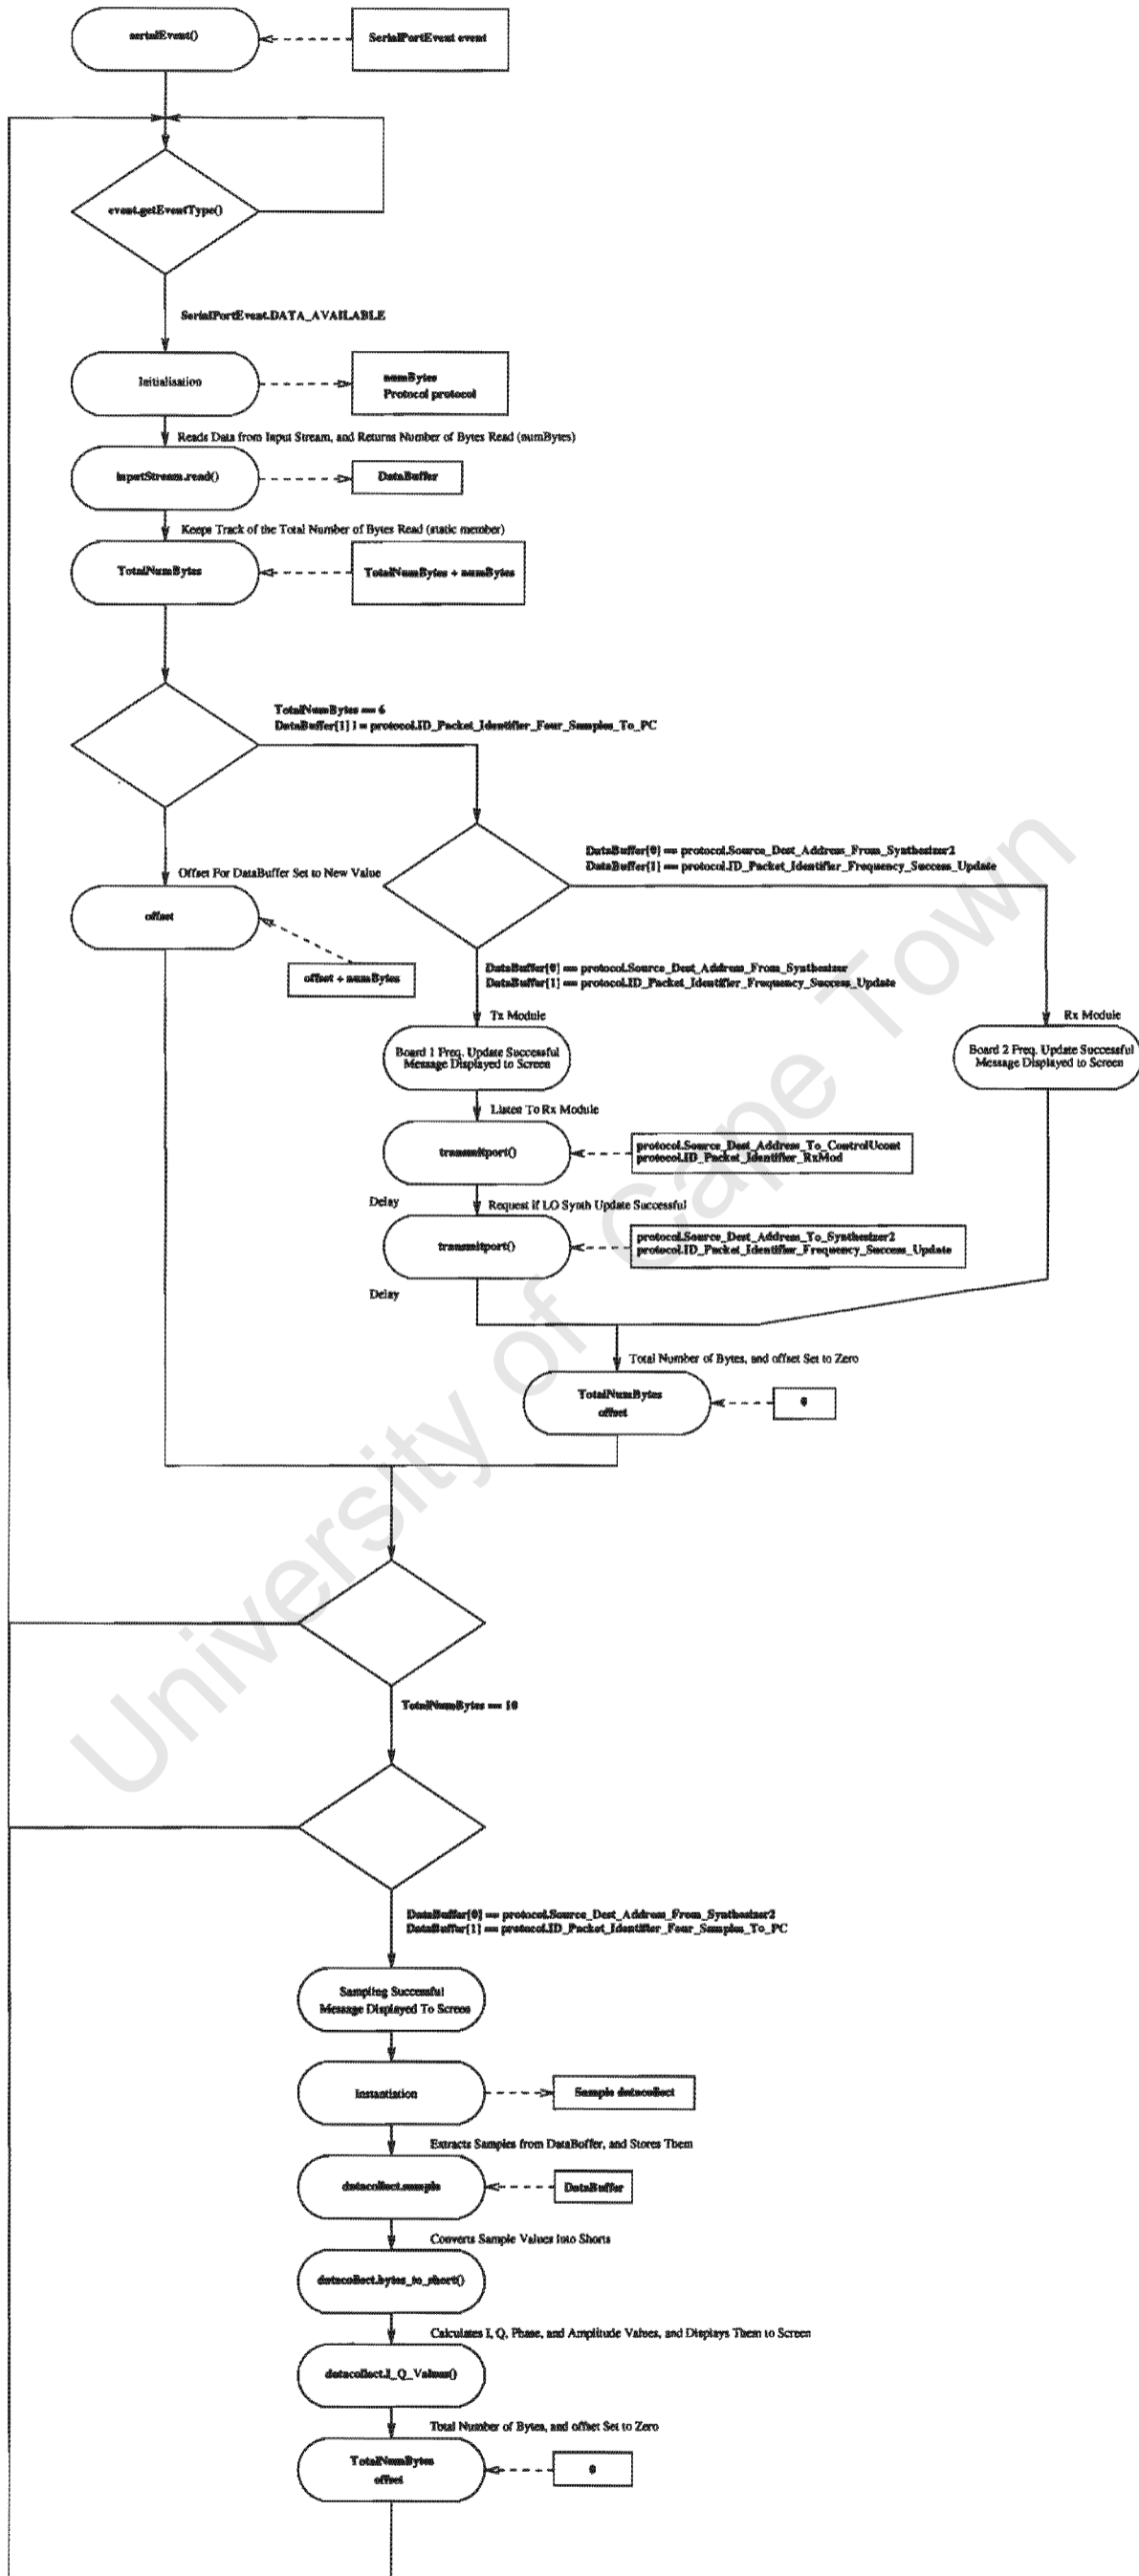 serialEvent()
SerialPortEvent event
event.getEventType()
SerialPortEvent.DATA_AVAILABLE
Initialisation
numBytes
Protocol protocol
Reads Data from Input Stream, and Returns Number of Bytes Read (numBytes)
inputStream.read()
DataBuffer
Keeps Track of the Total Number of Bytes Read (static member)
TotalNumBytes
TotalNumBytes + numBytes
TotalNumBytes == 6
DataBuffer[1] ! = protocol.ID_Packet_Identifier_Four_Samples_To_PC
DataBuffer[0] == protocol.Source_Dest_Address_From_Synthesizer2
DataBuffer[1] == protocol.ID_Packet_Identifier_Frequency_Success_Update
Offset For DataBuffer Set to New Value
offset
offset + numBytes
DataBuffer[0] == protocol.Source_Dest_Address_From_Synthesizer
DataBuffer[1] == protocol.ID_Packet_Identifier_Frequency_Success_Update
Tx Module
Rx Module
Board 1 Freq. Update Successful
Message Displayed to Screen
Board 2 Freq. Update Successful
Message Displayed to Screen
Listen To Rx Module
transmitport()
protocol.Source_Dest_Address_To_ControlUcont
protocol.ID_Packet_Identifier_RxMod
Delay
Request if LO Synth Update Successful
transmitport()
protocol.Source_Dest_Address_To_Synthesizer2
protocol.ID_Packet_Identifier_Frequency_Success_Update
Delay
Total Number of Bytes, and offset Set to Zero
TotalNumBytes
offset
0
TotalNumBytes == 10
DataBuffer[0] == protocol.Source_Dest_Address_From_Synthesizer2
DataBuffer[1] == protocol.ID_Packet_Identifier_Four_Samples_To_PC
Sampling Successful
Message Displayed To Screen
Instantiation
Sample datacollect
Extracts Samples from DataBuffer, and Stores Them
datacollect.sample
DataBuffer
Converts Sample Values into Shorts
datacollect.bytes_to_short()
Calculates I, Q, Phase, and Amplitude Values, and Displays Them to Screen
datacollect.I_Q_Values()
Total Number of Bytes, and offset Set to Zero
TotalNumBytes
offset
0
University of Cape Town